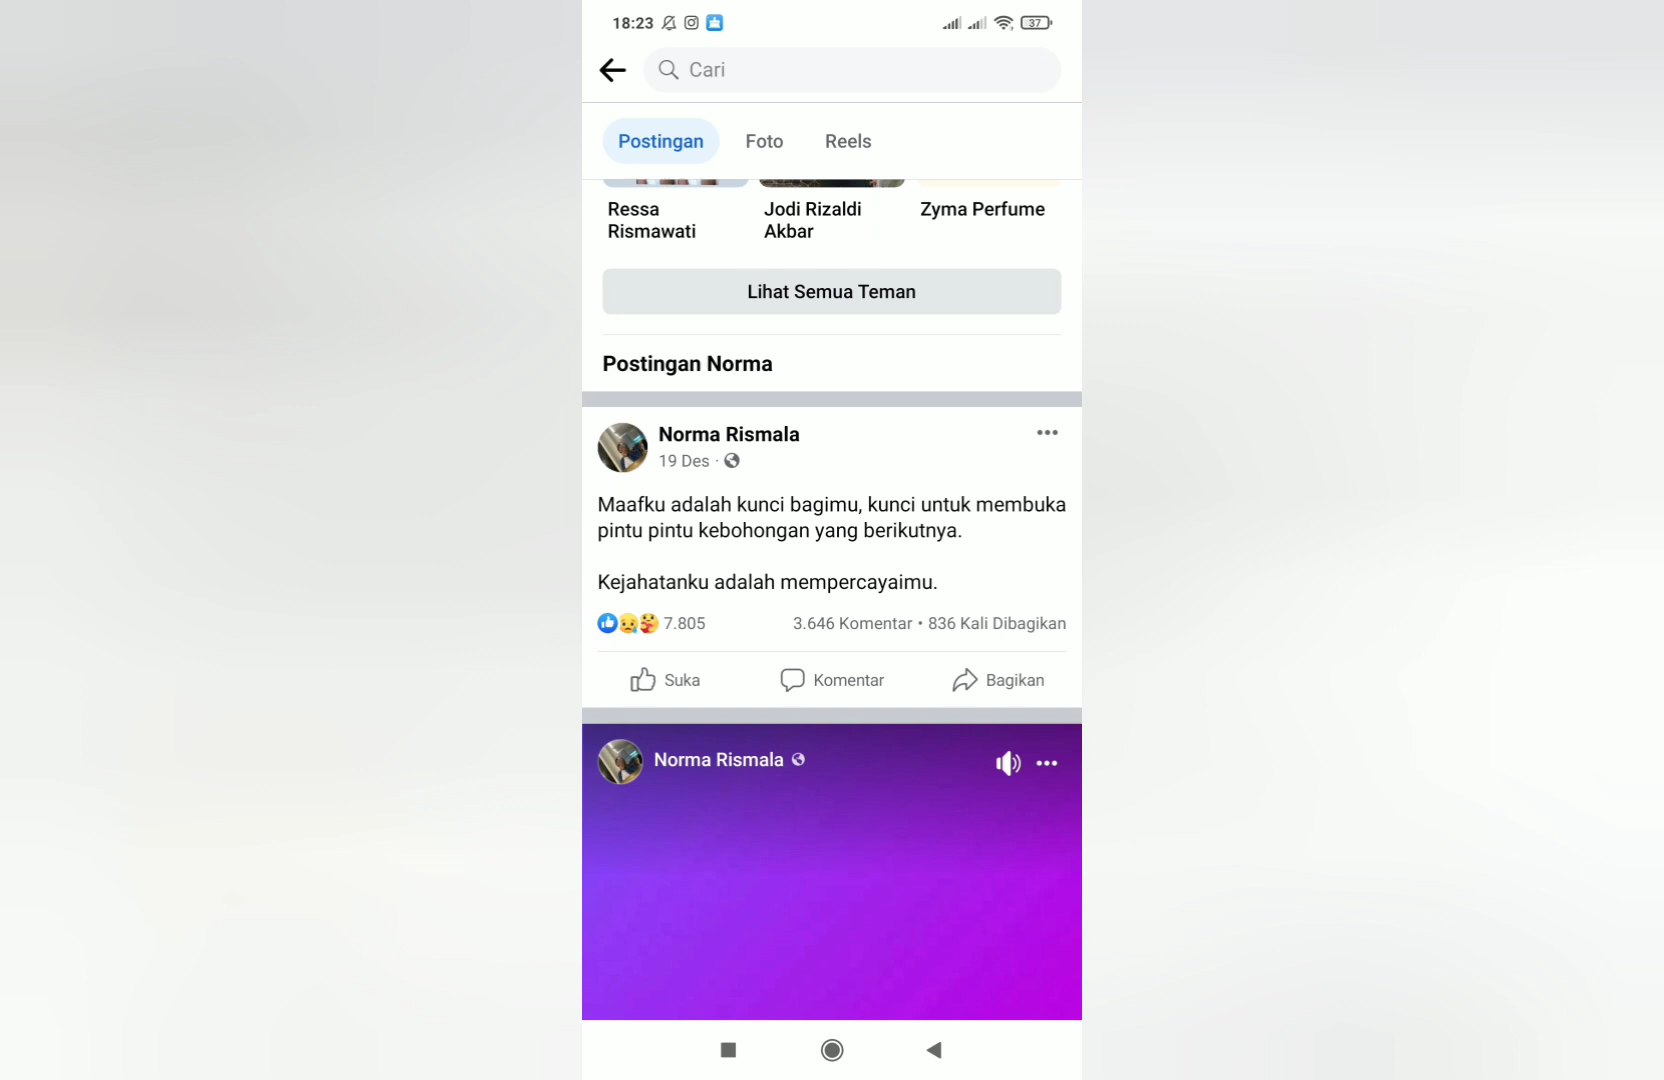 18:23
37
Cari
Postingan Foto Reels
Ressa Rismawati
Jodi Rizaldi Akbar
Zyma Perfume
Lihat Semua Teman
Postingan Norma
Norma Rismala
19 Des ·
Maafku adalah kunci bagimu, kunci untuk membuka
pintu pintu kebohongan yang berikutnya.
Kejahatanku adalah mempercayaimu.
7.805 3.646 Komentar • 836 Kali Dibagikan
Suka Komentar Bagikan
Norma Rismala